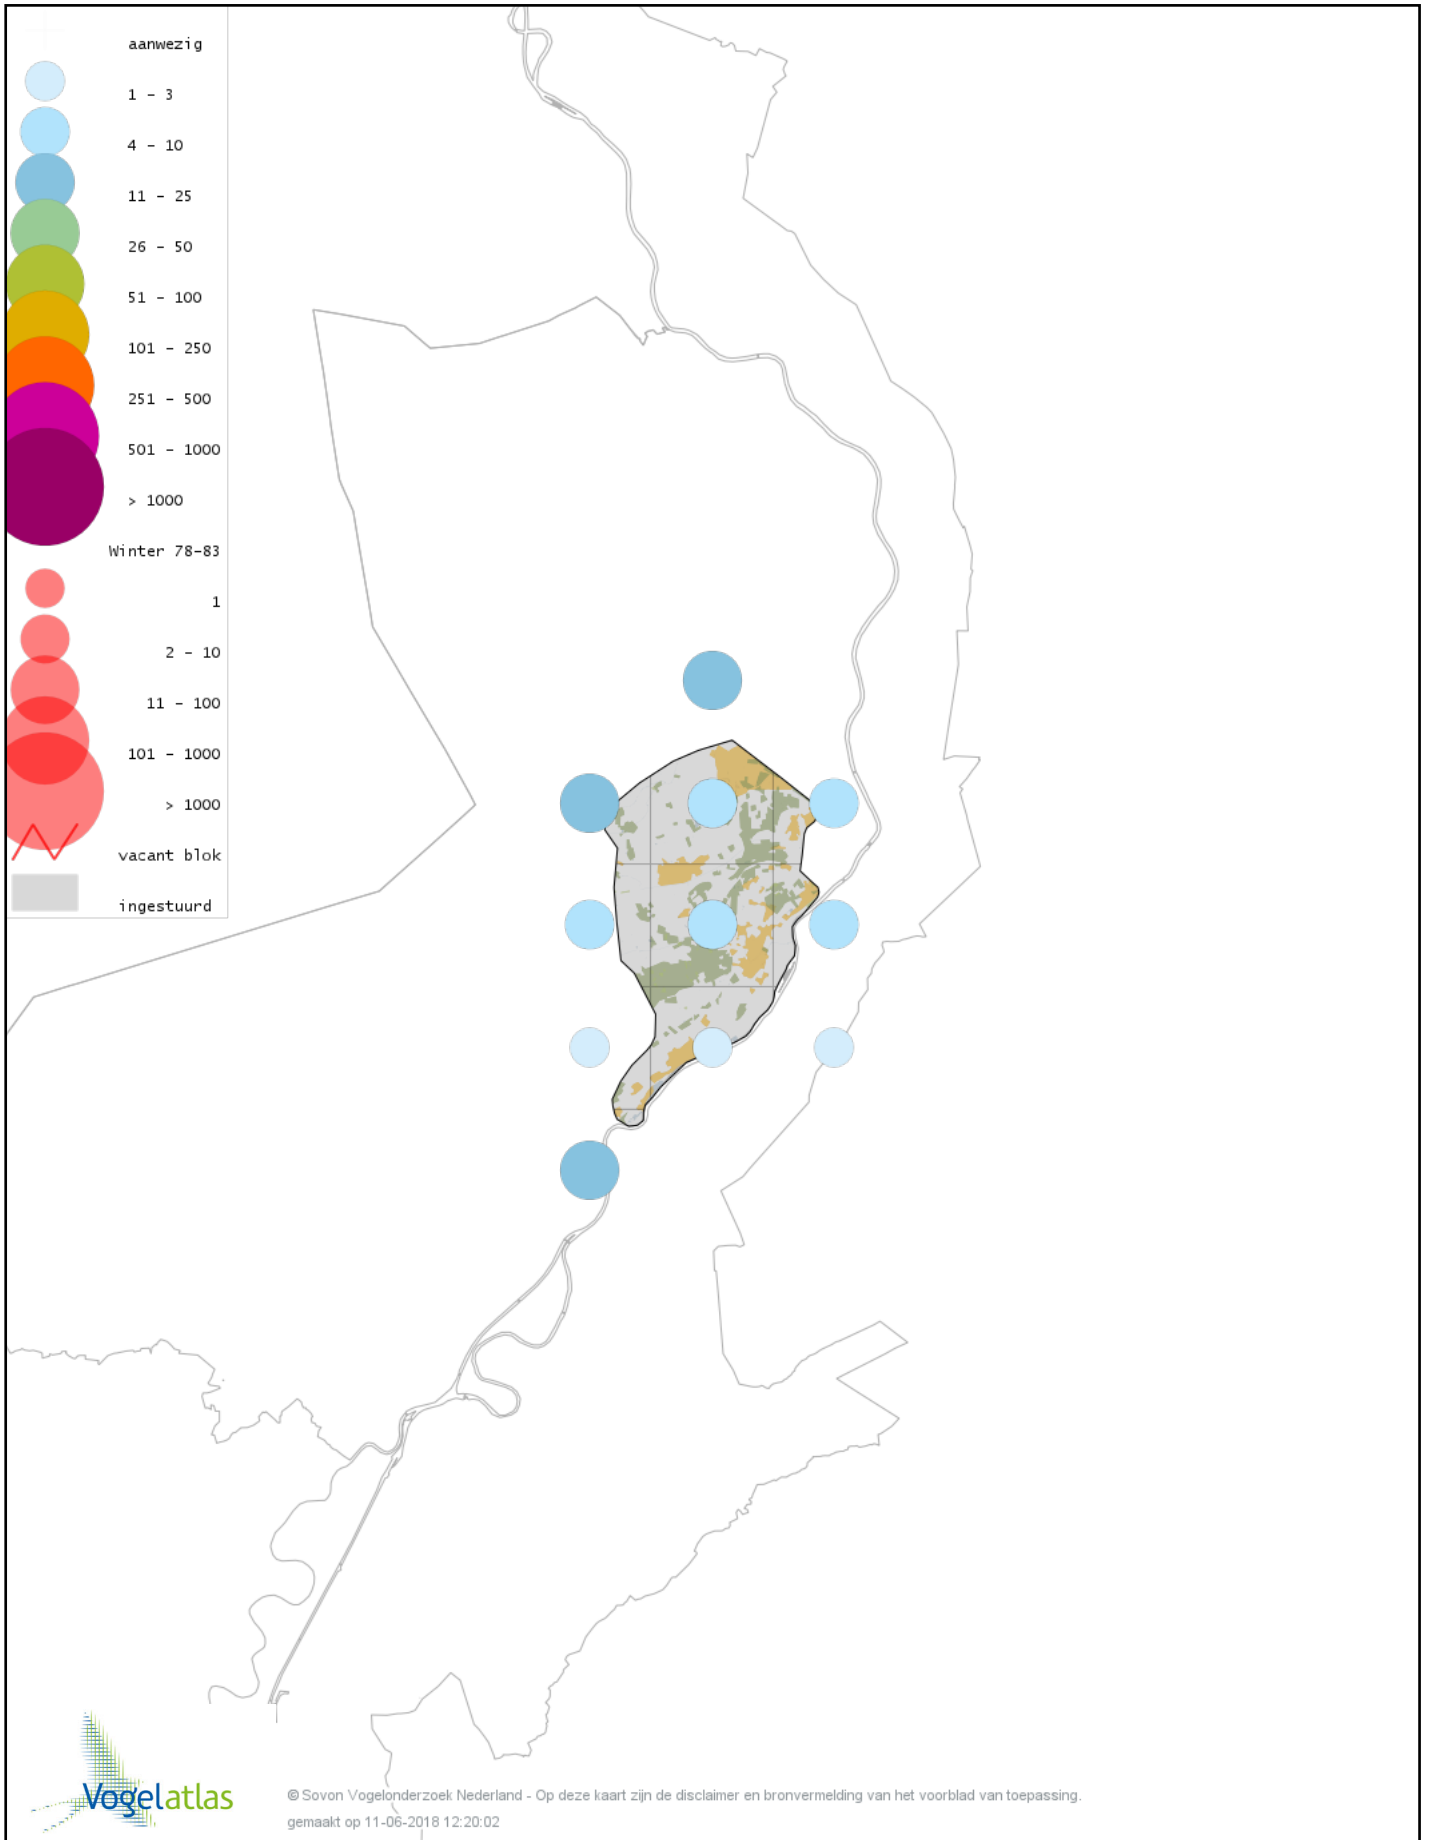 aanwezig
1 - 3
4 - 10
11 - 25
26 - 50
51 - 100
101 - 250
251 - 500
501 - 1000
> 1000
Winter 78-83
1
2 - 10
11 - 100
101 - 1000
> 1000
vacant blok
ingestuurd
Vogelatlas
© Sovon Vogelonderzoek Nederland - Op deze kaart zijn de disclaimer en bronvermelding van het voorblad van toepassing.
gemaakt op 11-06-2018 12:20:02